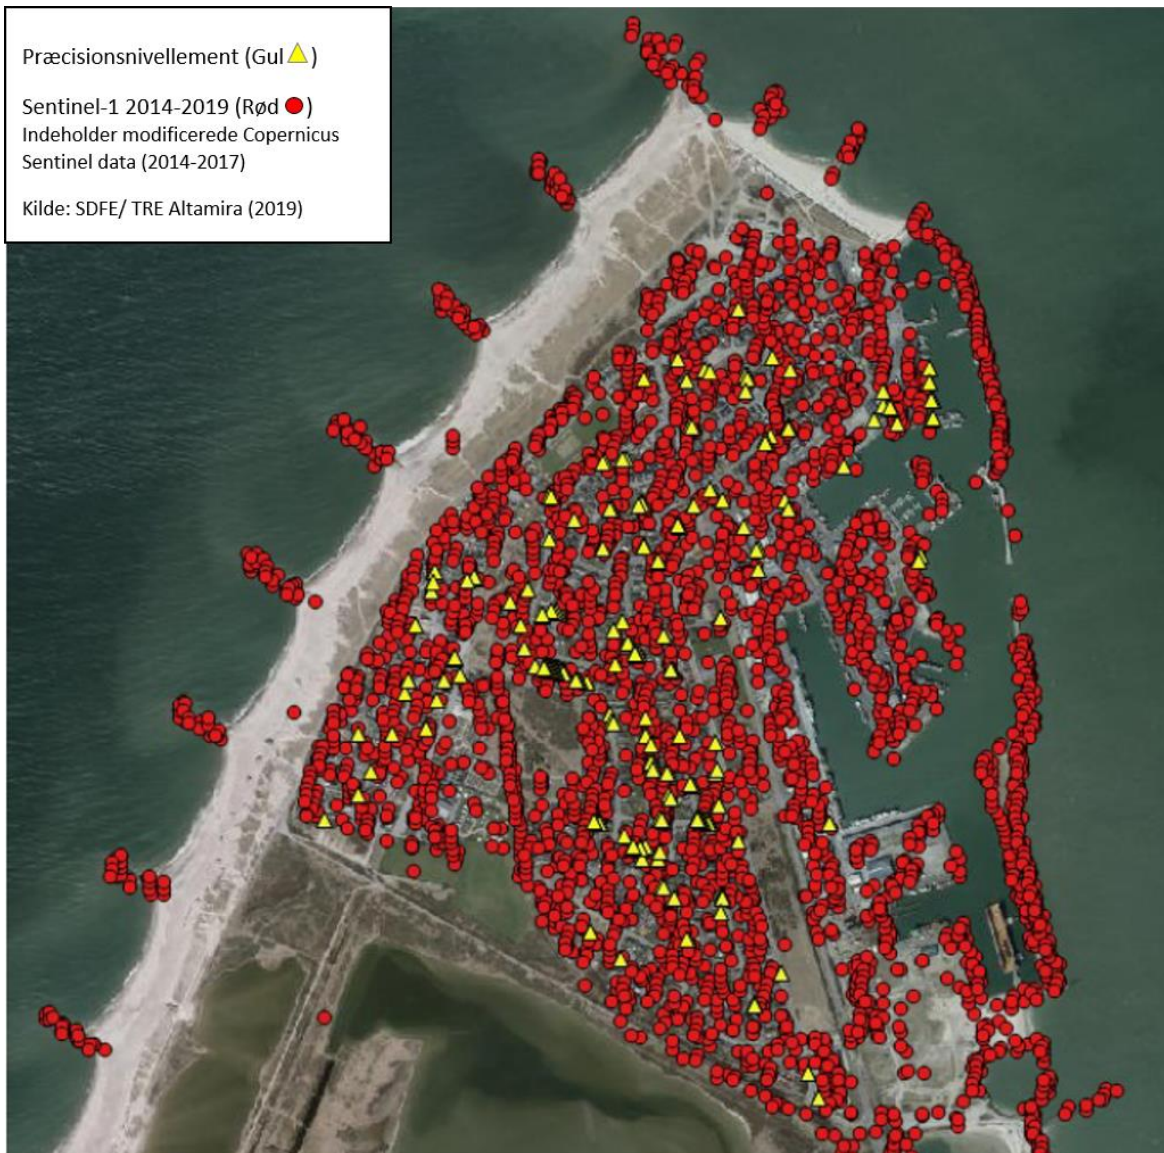 Præcisionsnivellement (Gul )
Sentinel-1 2014-2019 (Rød )
Indeholder modificerede Copernicus
Sentinel data (2014-2017)
Kilde: SDFE/ TRE Altamira (2019)